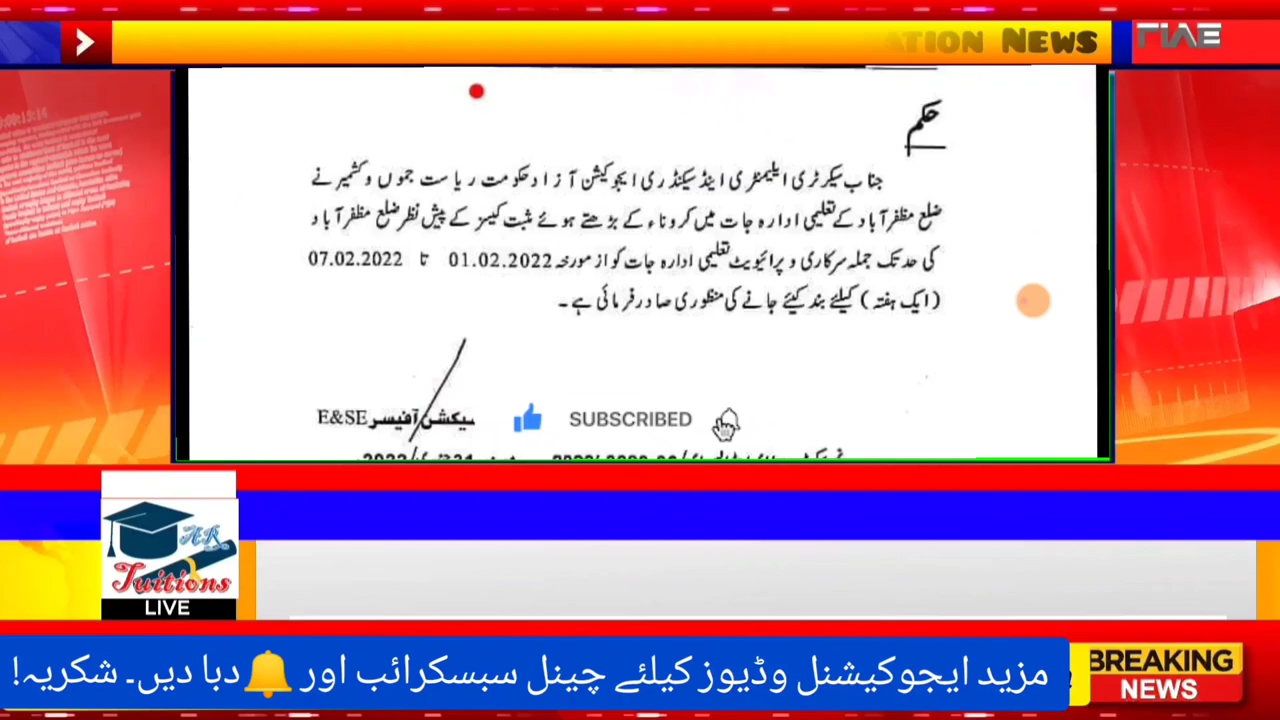 NEWS
حکم
جناب سیکرٹری ایلیمنٹری اینڈ سیکنڈری ایجوکیشن آزاد حکومت ریاست جموں وکشمیر نے
ضلع مظفرآباد کے تعلیمی ادارہ جات میں کروناء کے بڑھتے ہوئے مثبت کیسز کے پیش نظر ضلع مظفرآباد
کی حد تک جملہ سرکاری و پرائیویٹ تعلیمی ادارہ جات کو از مورخہ 01.02.2022 تا 07.02.2022
(ایک ہفتہ) کیلئے بند کیئے جانے کی منظوری صادر فرمائی ہے۔
سیکشن آفیسر E&SE
SUBSCRIBED
AR
Tuitions
LIVE
مزید ایجوکیشنل وڈیوز کیلئے چینل سبسکرائب اور 🔔 دبا دیں۔ شکریہ!
BREAKING
NEWS